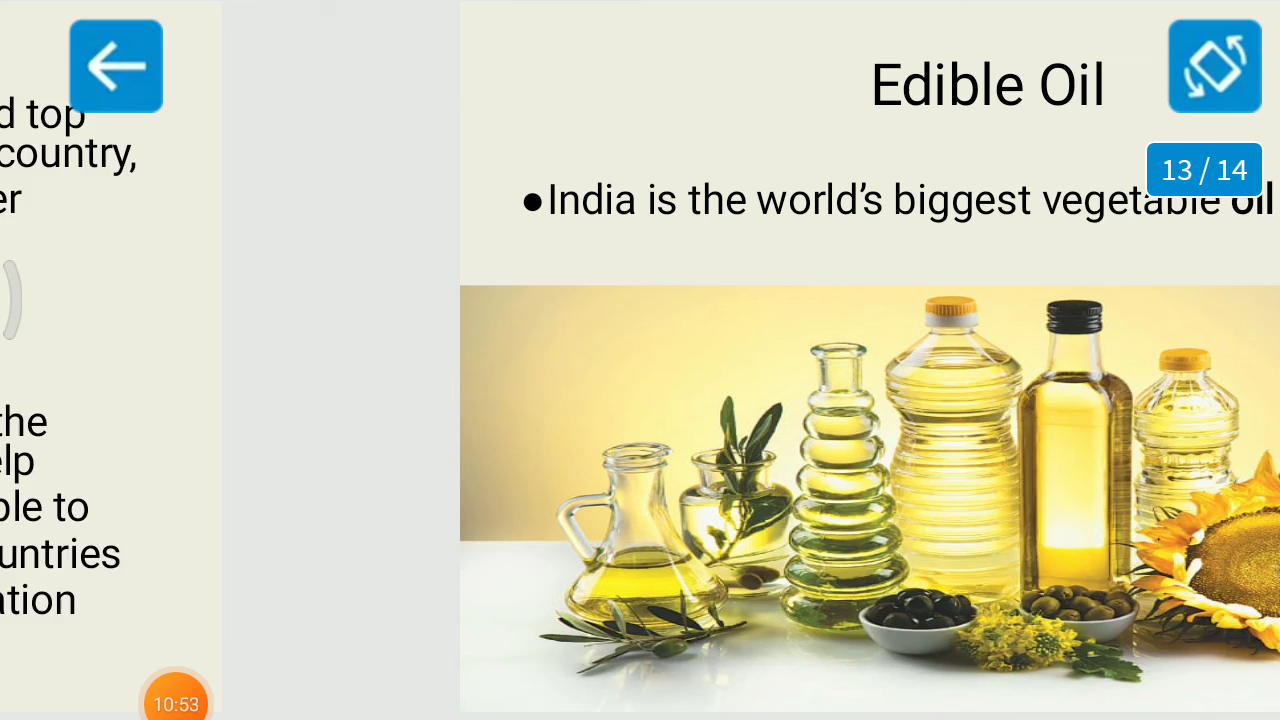 d top
country,
er
the
elp
ble to
untries
ation
10:53
Edible Oil
13 / 14
●India is the world’s biggest vegetable oil